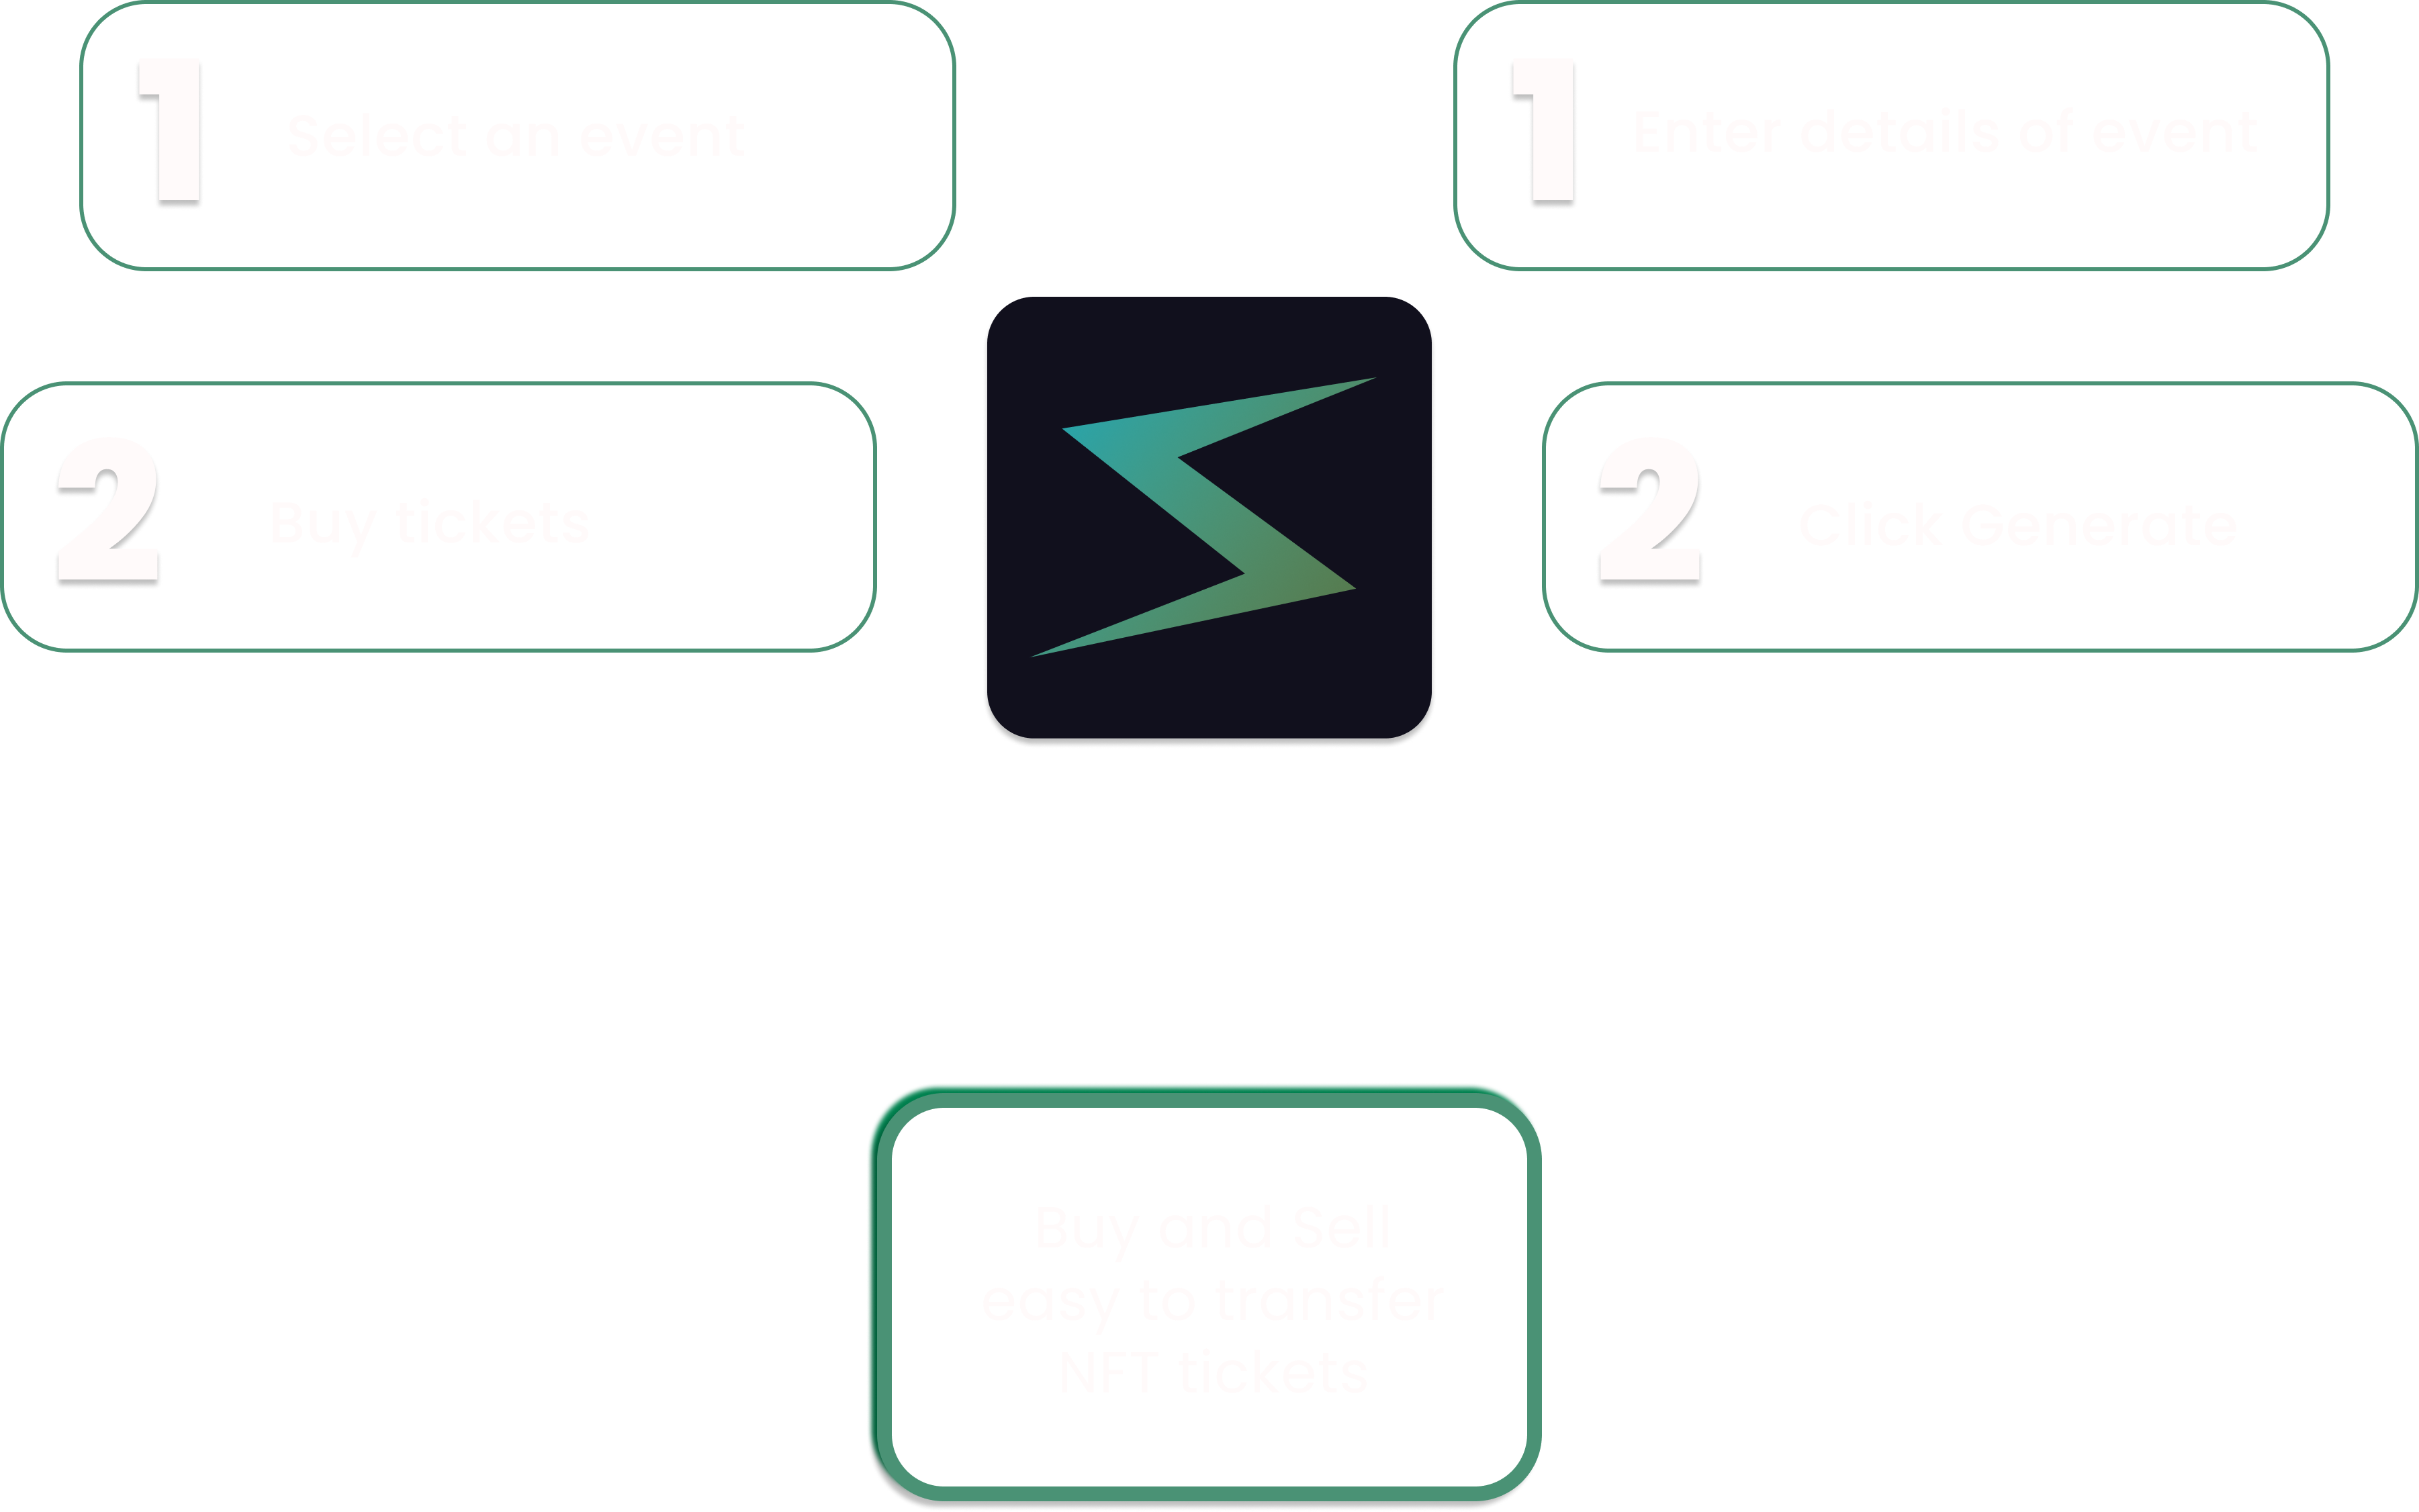 1
Select an event
1
Enter details of event
2
Buy tickets
2
Click Generate
Buy and Sell
easy to transfer
NFT tickets